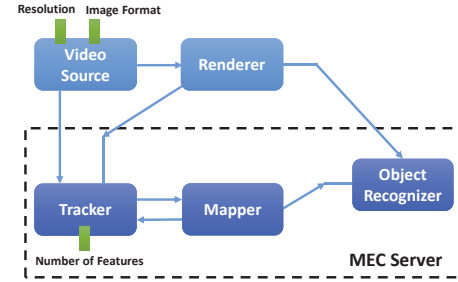 Resolution Image Format
Video
Source
Renderer
Object
Recognizer
Tracker
Mapper
Number of Features
MEC Server